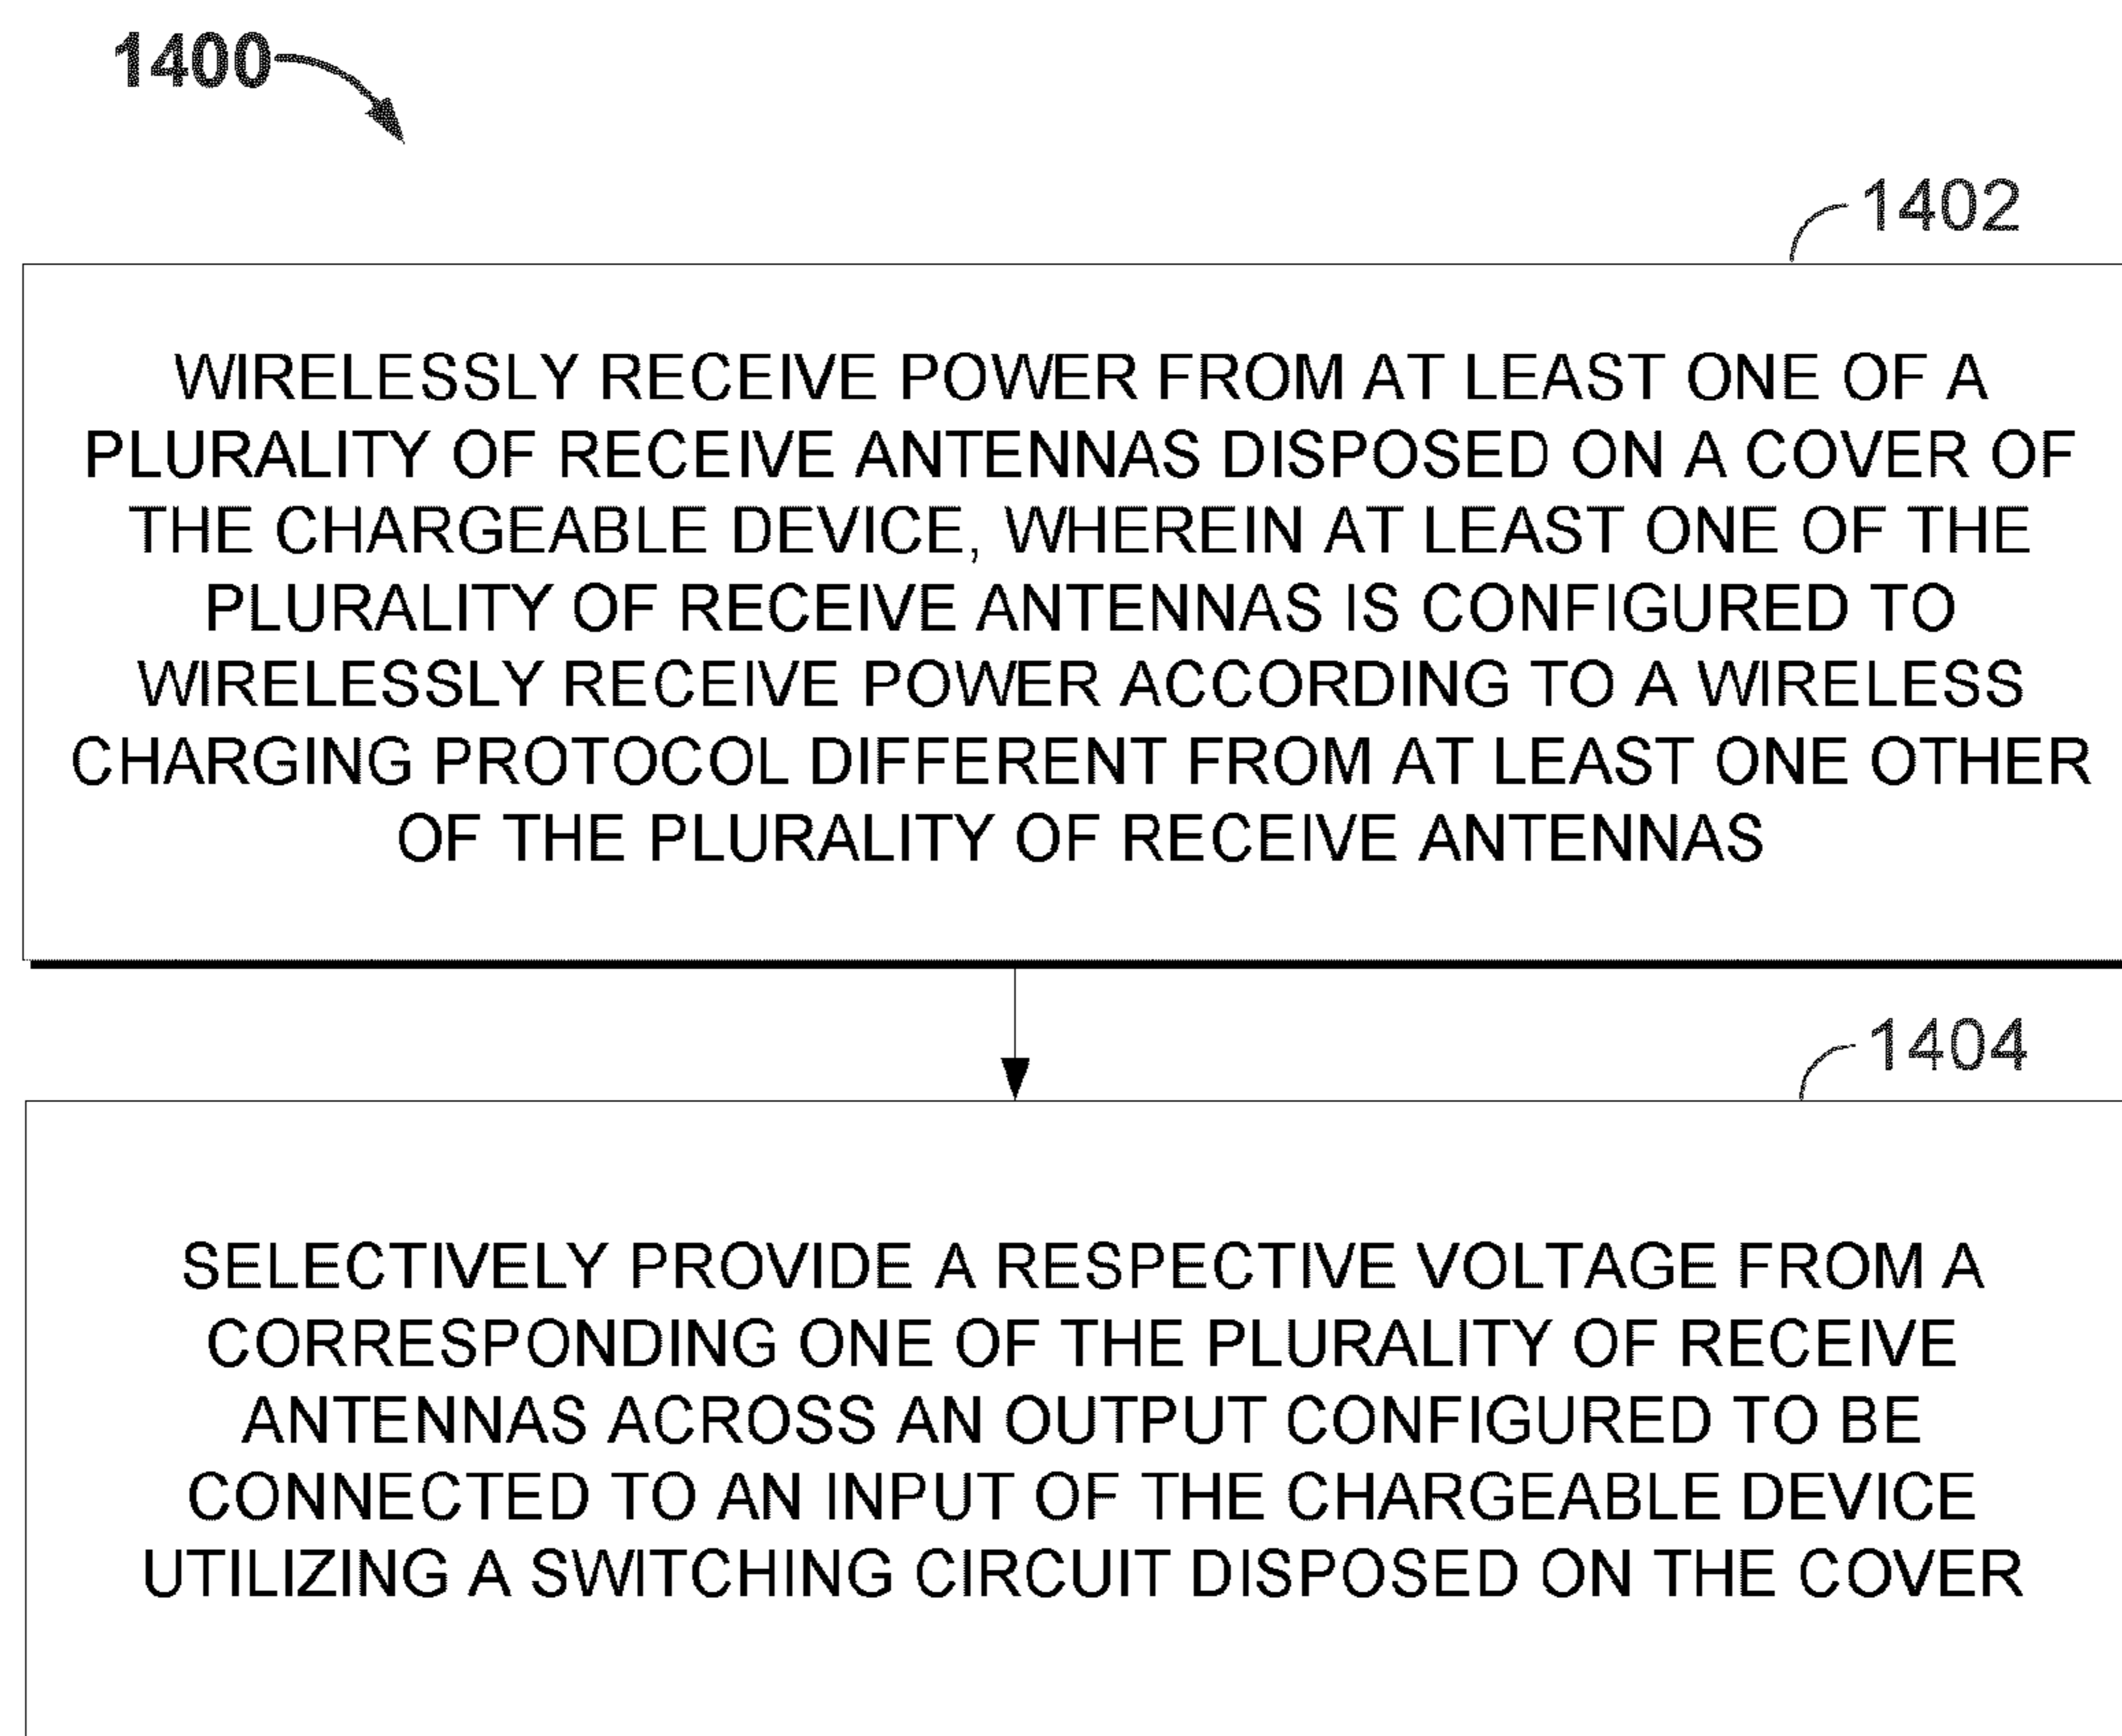 1400
1402
WIRELESSLY RECEIVE POWER FROM AT LEAST ONE OF A
PLURALITY OF RECEIVE ANTENNAS DISPOSED ON A COVER OF
THE CHARGEABLE DEVICE, WHEREIN AT LEAST ONE OF THE
PLURALITY OF RECEIVE ANTENNAS IS CONFIGURED TO
WIRELESSLY RECEIVE POWER ACCORDING TO A WIRELESS
CHARGING PROTOCOL DIFFERENT FROM AT LEAST ONE OTHER
OF THE PLURALITY OF RECEIVE ANTENNAS
1404
SELECTIVELY PROVIDE A RESPECTIVE VOLTAGE FROM A
CORRESPONDING ONE OF THE PLURALITY OF RECEIVE
ANTENNAS ACROSS AN OUTPUT CONFIGURED TO BE
CONNECTED TO AN INPUT OF THE CHARGEABLE DEVICE
UTILIZING A SWITCHING CIRCUIT DISPOSED ON THE COVER